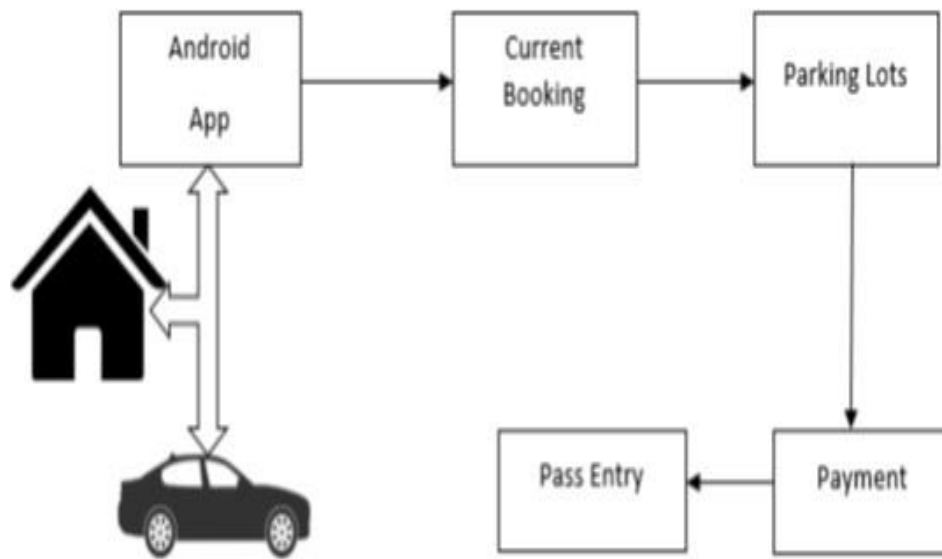 Android
App
Current
Booking
Parking Lots
Pass Entry
Payment